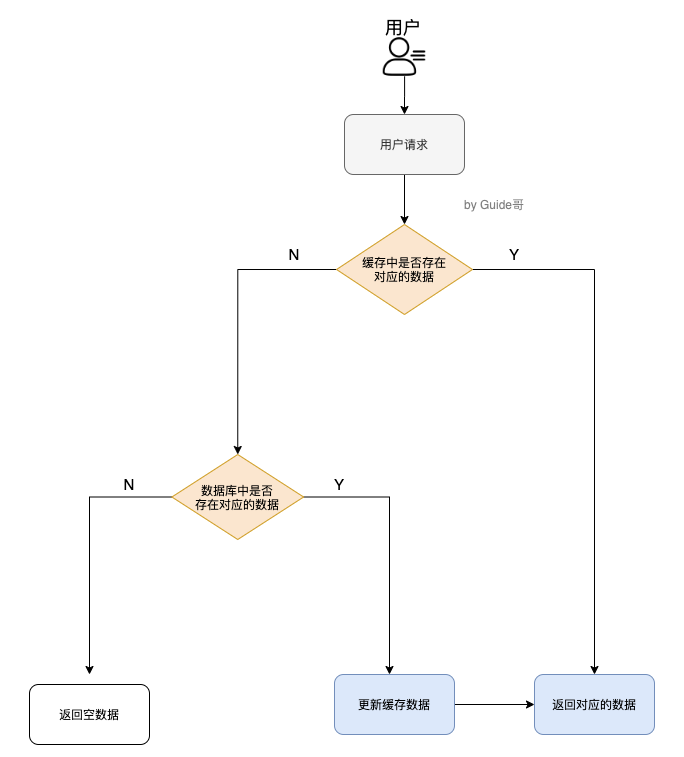 用户
用户请求
by Guide哥
N
Y
缓存中是否存在
对应的数据
N
Y
数据库中是否
存在对应的数据
返回空数据
更新缓存数据
返回对应的数据